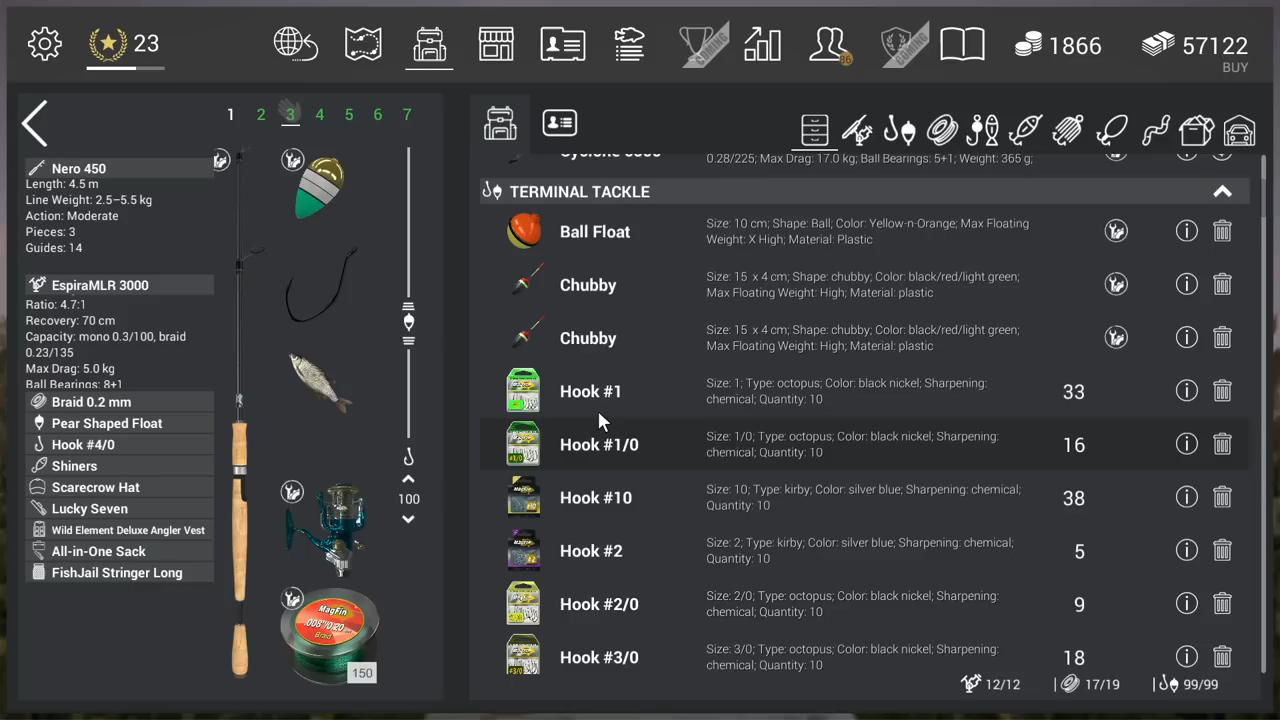 23
COMING
86
COMING
1866
57122
BUY
1 2 3 4 5 6 7
Nero 450
Length: 4.5 m
Line Weight: 2.5–5.5 kg
Action: Moderate
Pieces: 3
Guides: 14
EspiraMLR 3000
Ratio: 4.7:1
Recovery: 70 cm
Capacity: mono 0.3/100, braid
0.23/135
Max Drag: 5.0 kg
Ball Bearings: 8+1
Braid 0.2 mm
Pear Shaped Float
Hook #4/0
Shiners
Scarecrow Hat
Lucky Seven
Wild Element Deluxe Angler Vest
All-in-One Sack
FishJail Stringer Long
100
MagFin
.008"/0.20
Braid
150
0.28/225; Max Drag: 17.0 kg; Ball Bearings: 5+1; Weight: 365 g;
TERMINAL TACKLE
Ball Float
Size: 10 cm; Shape: Ball; Color: Yellow-n-Orange; Max Floating
Weight: X High; Material: Plastic
Chubby
Size: 15 x 4 cm; Shape: chubby; Color: black/red/light green;
Max Floating Weight: High; Material: plastic
Chubby
Size: 15 x 4 cm; Shape: chubby; Color: black/red/light green;
Max Floating Weight: High; Material: plastic
Hook #1
Size: 1; Type: octopus; Color: black nickel; Sharpening:
chemical; Quantity: 10
33
Hook #1/0
Size: 1/0; Type: octopus; Color: black nickel; Sharpening:
chemical; Quantity: 10
16
Hook #10
Size: 10; Type: kirby; Color: silver blue; Sharpening: chemical;
Quantity: 10
38
Hook #2
Size: 2; Type: kirby; Color: silver blue; Sharpening: chemical;
Quantity: 10
5
Hook #2/0
Size: 2/0; Type: octopus; Color: black nickel; Sharpening:
chemical; Quantity: 10
9
Hook #3/0
Size: 3/0; Type: octopus; Color: black nickel; Sharpening:
chemical; Quantity: 10
18
12/12 | 17/19 | 99/99